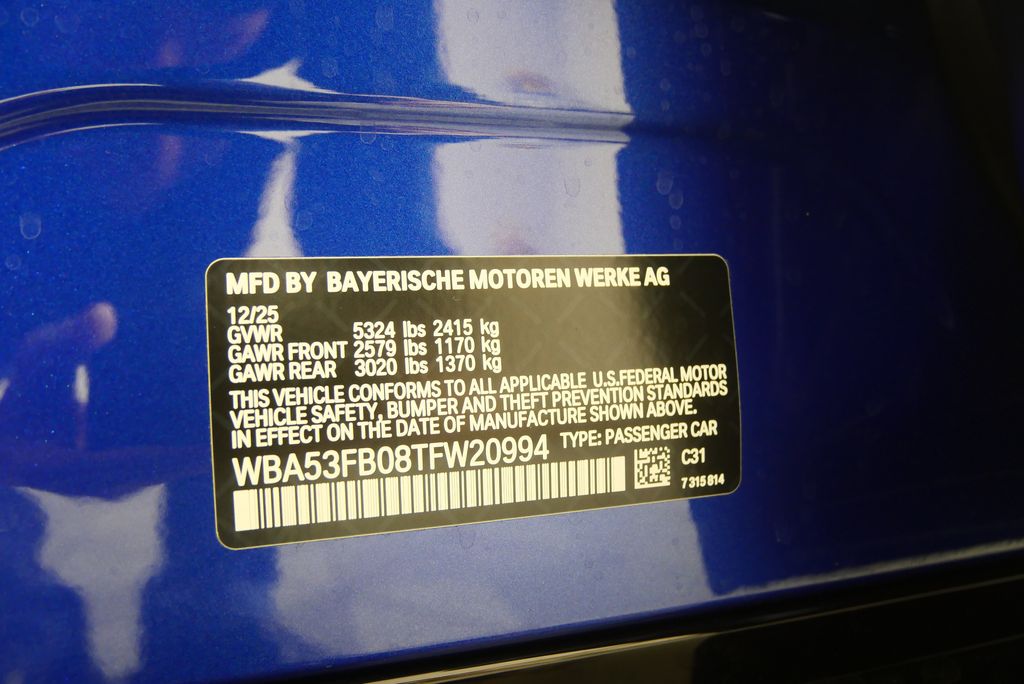 MFD BY BAYERISCHE MOTOREN WERKE AG
12/25
GVWR 5324 lbs 2415 kg
GAWR FRONT 2579 lbs 1170 kg
GAWR REAR 3020 lbs 1370 kg
THIS VEHICLE CONFORMS TO ALL APPLICABLE U.S.FEDERAL MOTOR
VEHICLE SAFETY, BUMPER AND THEFT PREVENTION STANDARDS
IN EFFECT ON THE DATE OF MANUFACTURE SHOWN ABOVE.
WBA53FB08TFW20994 TYPE: PASSENGER CAR
C31
7 315 814